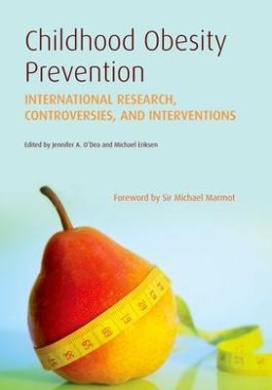 Childhood Obesity
Prevention
INTERNATIONAL RESEARCH,
CONTROVERSIES, AND INTERVENTIONS
Edited by Jennifer A. O'Dea and Michael Eriksen
Foreword by Sir Michael Marmot